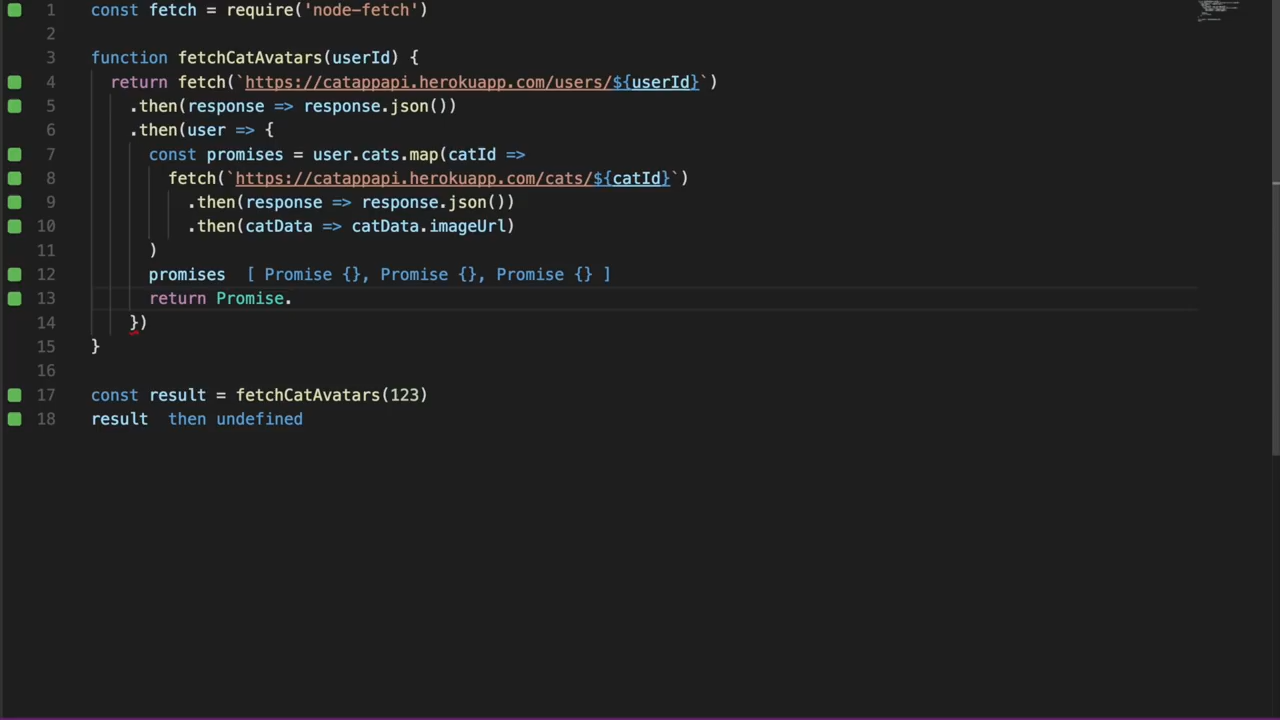 1 const fetch = require('node-fetch')
2
3 function fetchCatAvatars(userId) {
4 return fetch(`https://catappapi.herokuapp.com/users/${userId}`)
5 .then(response => response.json())
6 .then(user => {
7 const promises = user.cats.map(catId =>
8 fetch(`https://catappapi.herokuapp.com/cats/${catId}`)
9 .then(response => response.json())
10 .then(catData => catData.imageUrl)
11 )
12 promises [ Promise {}, Promise {}, Promise {} ]
13 return Promise.
14 })
15 }
16
17 const result = fetchCatAvatars(123)
18 result then undefined